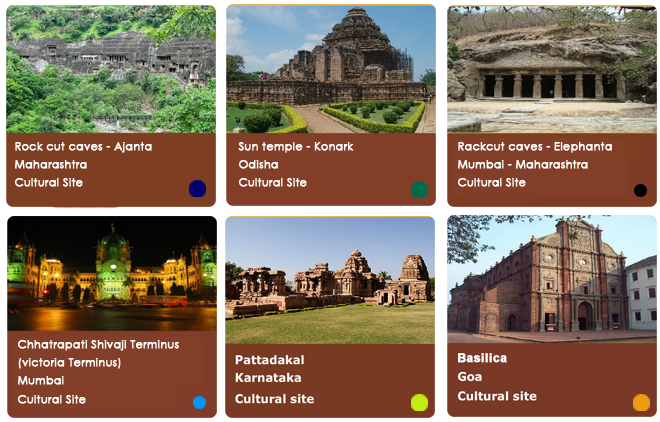 Rock cut caves - Ajanta
Maharashtra
Cultural Site
Sun temple - Konark
Odisha
Cultural Site
Rackcut caves - Elephanta
Mumbai - Maharashtra
Cultural Site
Chhatrapati Shivaji Terminus
(victoria Terminus)
Mumbai
Cultural Site
Pattadakal
Karnataka
Cultural site
Basilica
Goa
Cultural site